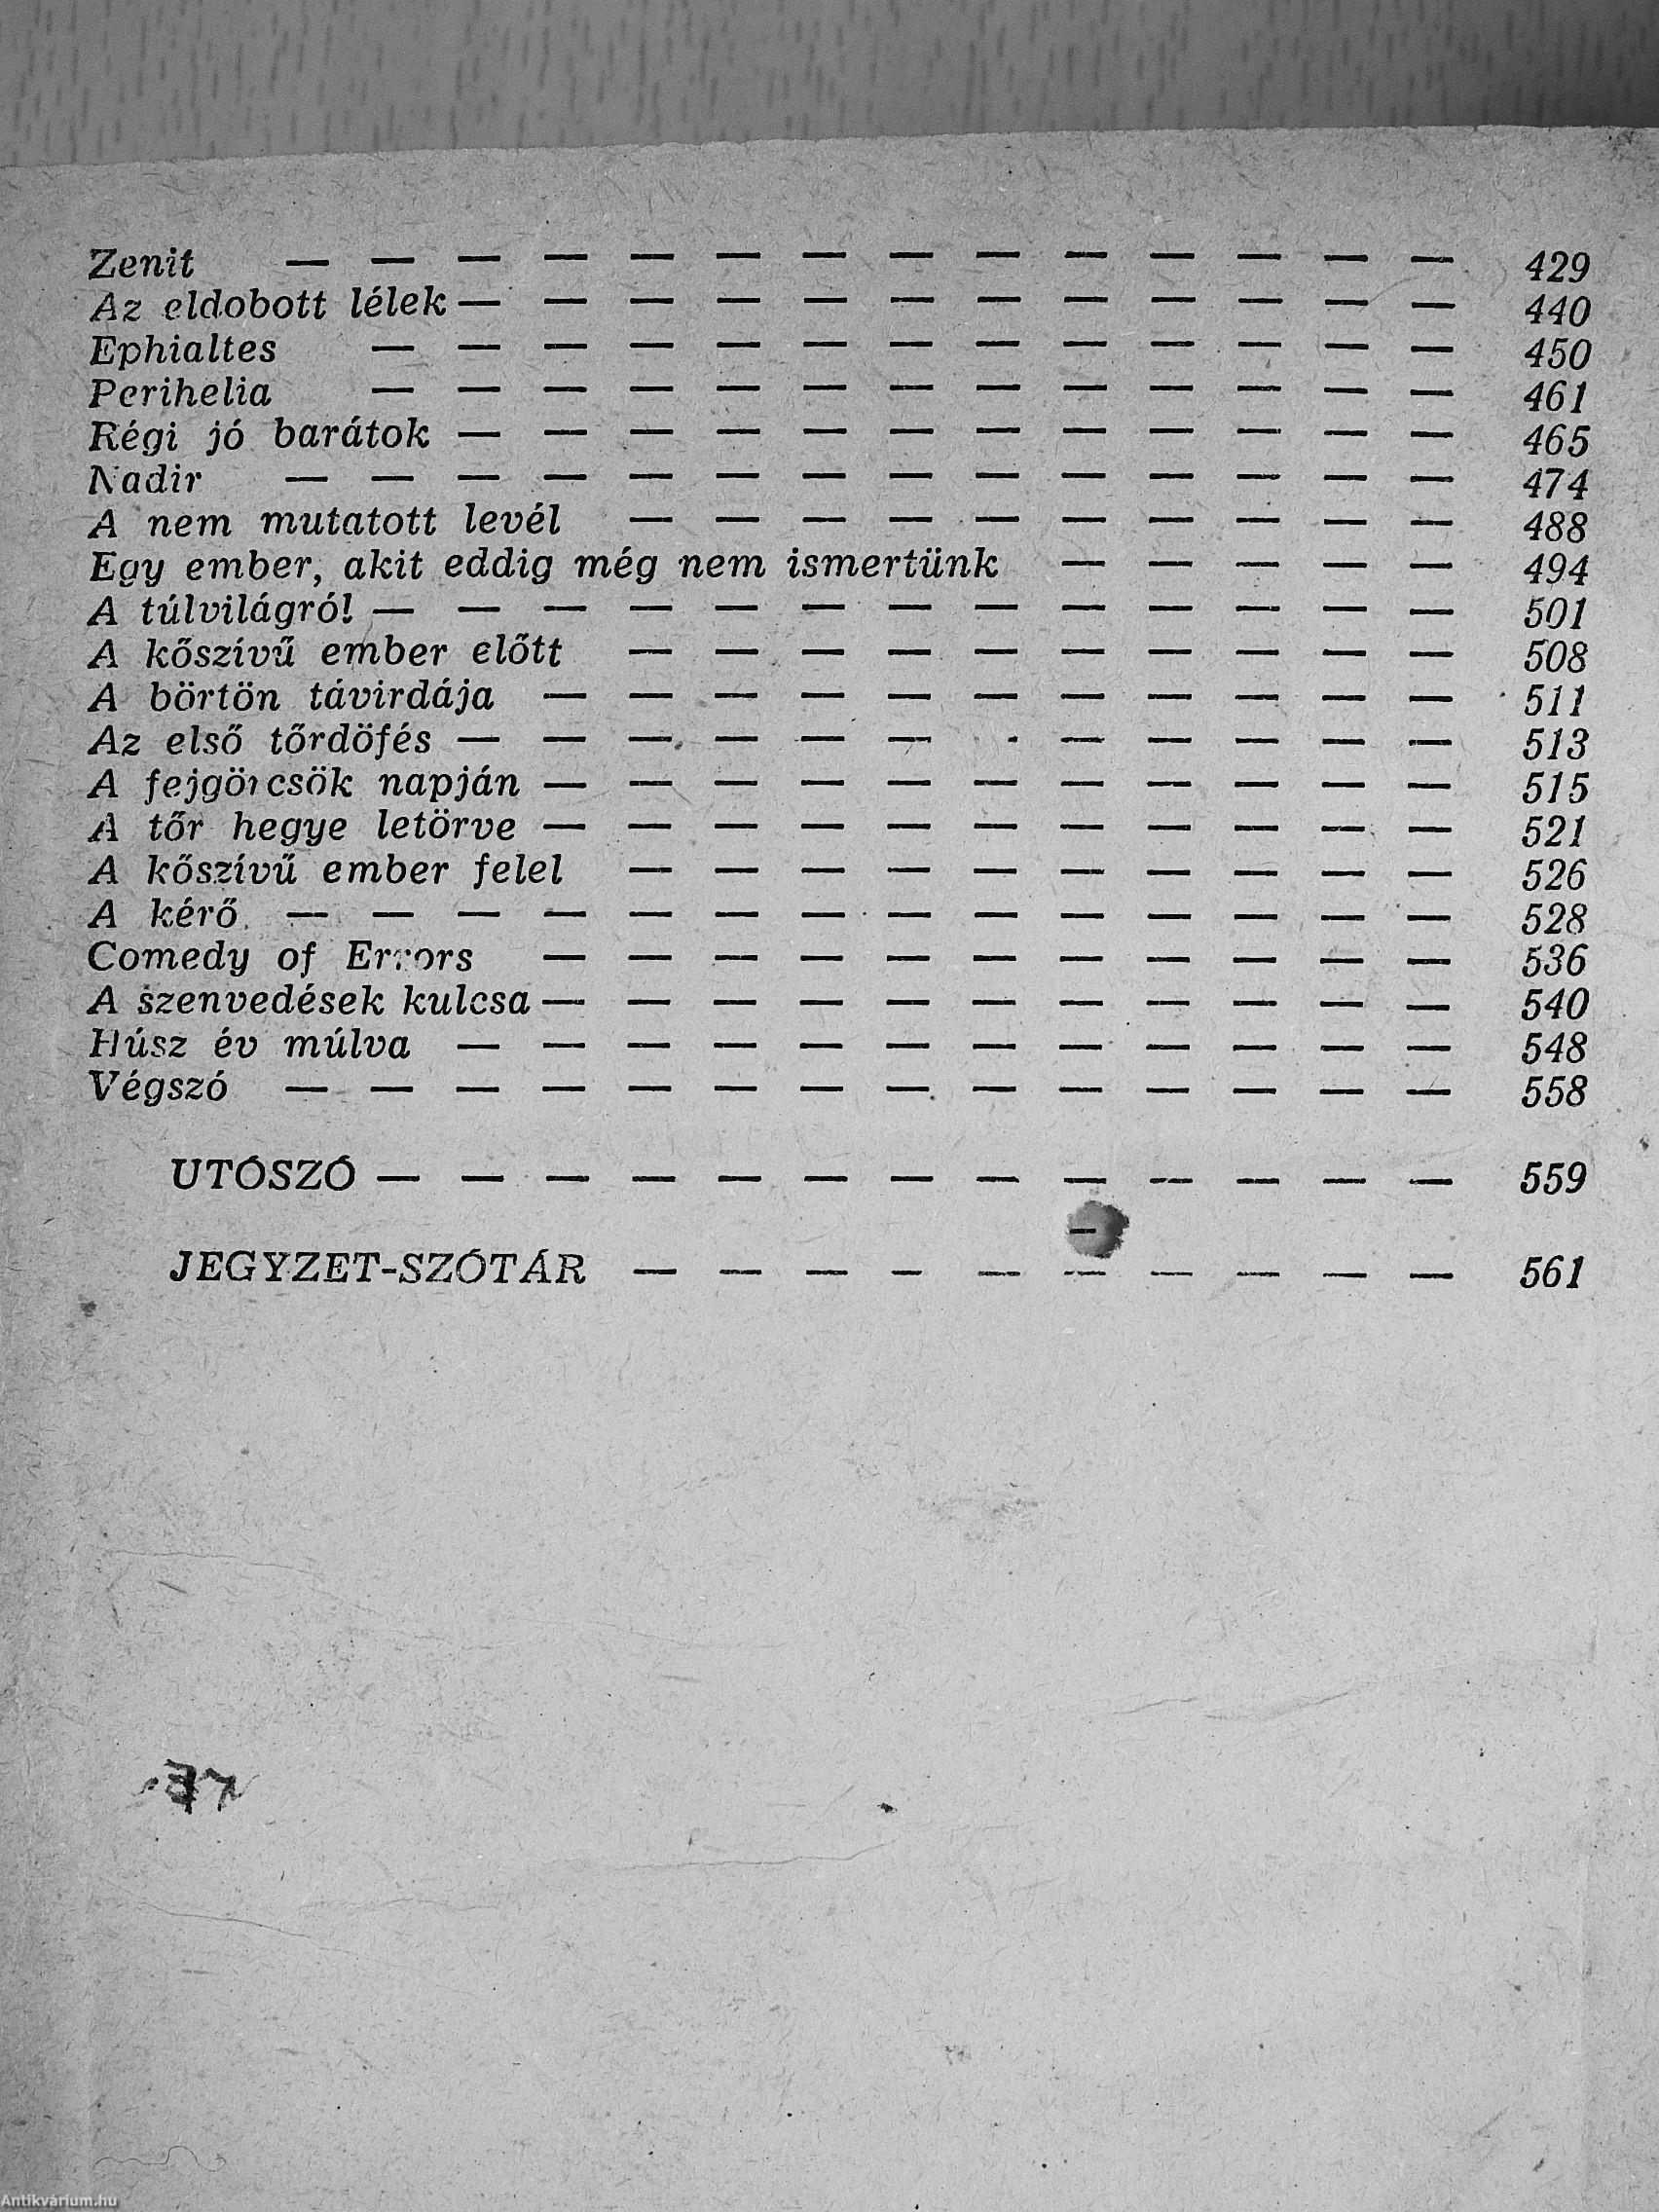 Zenit — — — — — — — — — — — — — — 429
Az eldobott lélek — — — — — — — — — — — — 440
Ephialtes — — — — — — — — — — — — — 450
Perihelia — — — — — — — — — — — — — 461
Régi jó barátok — — — — — — — — — — — — 465
Nadir — — — — — — — — — — — — — — 474
A nem mutatott levél — — — — — — — — — — 488
Egy ember, akit eddig még nem ismertünk — — — — — 494
A túlvilágról — — — — — — — — — — — — — 501
A kőszívű ember előtt — — — — — — — — — — 508
A börtön távirdája — — — — — — — — — — — 511
Az első tőrdöfés — — — — — — — — — — — — 513
A fejgörcsök napján — — — — — — — — — — — 515
A tőr hegye letörve — — — — — — — — — — — 521
A kőszívű ember felel — — — — — — — — — — 526
A kérő — — — — — — — — — — — — — — 528
Comedy of Errors — — — — — — — — — — — 536
A szenvedések kulcsa — — — — — — — — — — — 540
Húsz év múlva — — — — — — — — — — — — 548
Végszó — — — — — — — — — — — — — — 558
UTÓSZÓ — — — — — — — — — — — — — 559
JEGYZET-SZÓTÁR — — — — — — — — — — 561
Antikvárium.hu